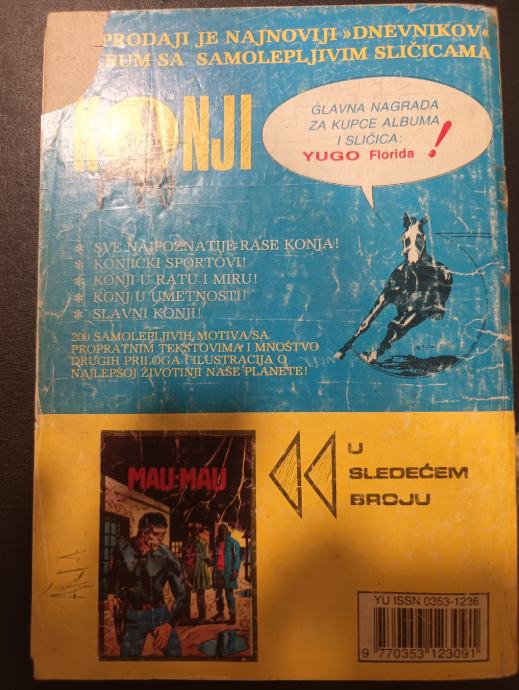 PRODAJI JE NAJNOVIJI »DNEVNIKOV«
BUM SA SAMOLEPLJIVIM SLIČICAMA
KONJI
GLAVNA NAGRADA
ZA KUPCE ALBUMA
I SLIČICA:
YUGO Florida !
* SVE NAJPOZNATIJE RASE KONJA!
* KONJIČKI SPORTOVI!
* KONJ U RATU I MIRU!
* KONJ U UMETNOSTI!
* SLAVNI KONJI!
200 SAMOLEPLJIVIH MOTIVA SA
PROPRATNIM TEKSTOVIMA I MNOŠTVO
DRUGIH PRILOGA I ILUSTRACIJA O
NAJLEPŠOJ ŽIVOTINJI NAŠE PLANETE!
MAU-MAU
U
SLEDEĆEM
BROJU
YU ISSN 0353-1236
9 770353 123091